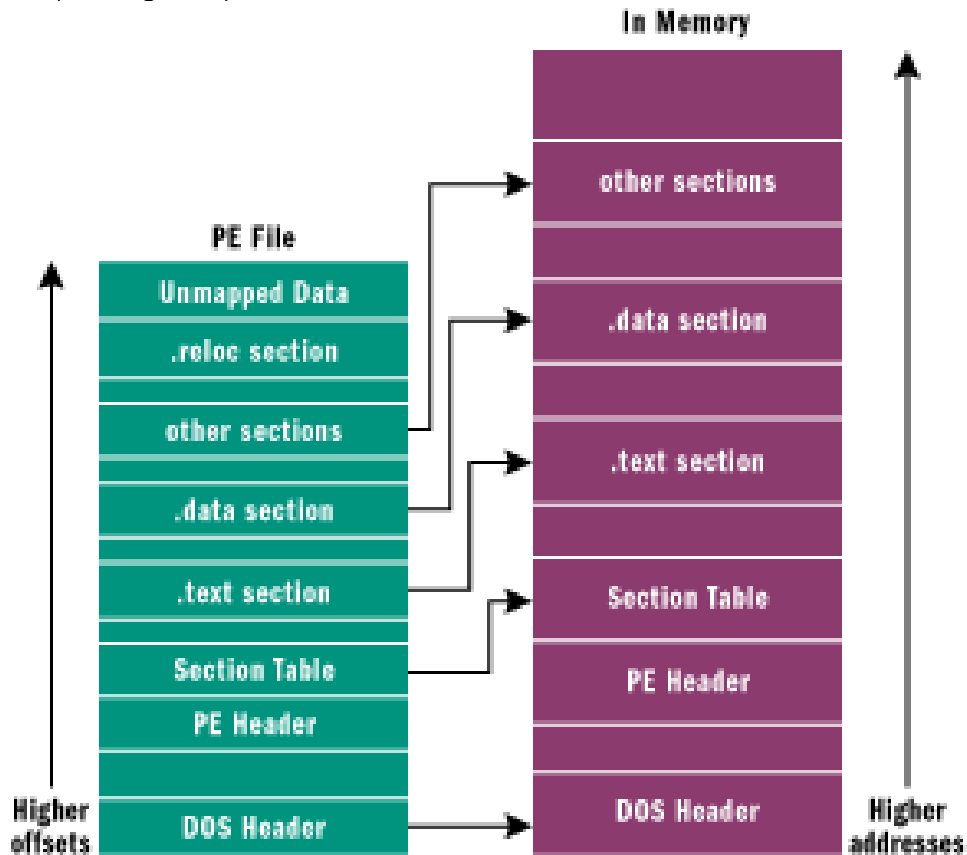 In Memory
other sections
.data section
.text section
Section Table
PE Header
DOS Header
PE File
Unmapped Data
.reloc section
other sections
.data section
.text section
Section Table
PE Header
DOS Header
Higher
offsets
Higher
addresses